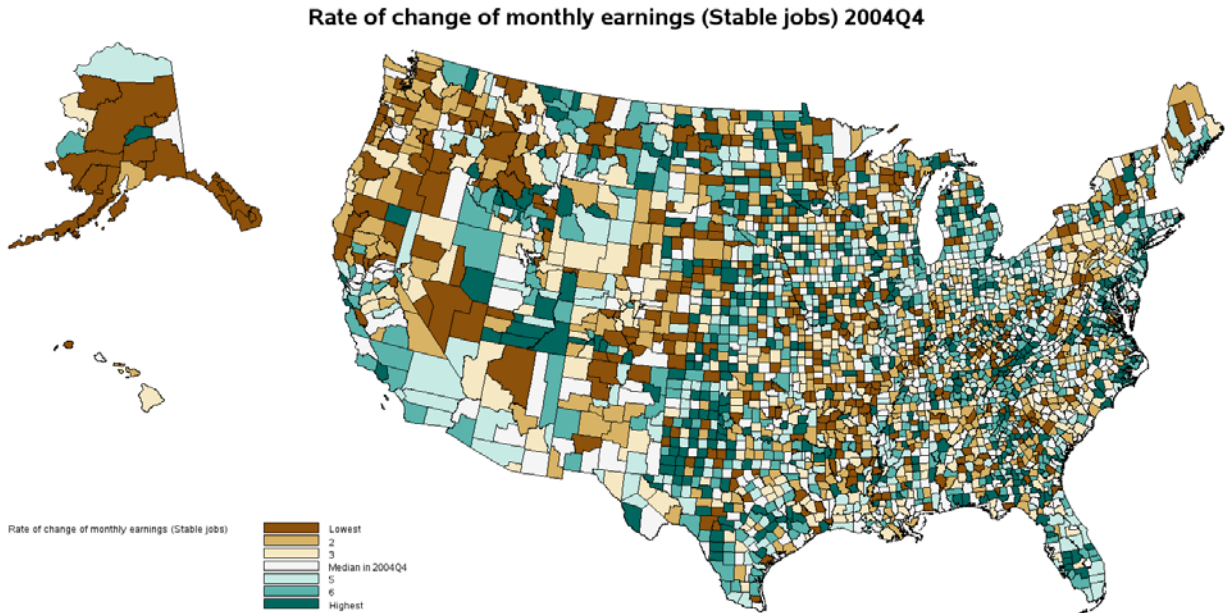 Rate of change of monthly earnings (Stable jobs) 2004Q4
Rate of change of monthly earnings (Stable jobs)
Lowest
2
3
Median in 2004Q4
5
6
Highest